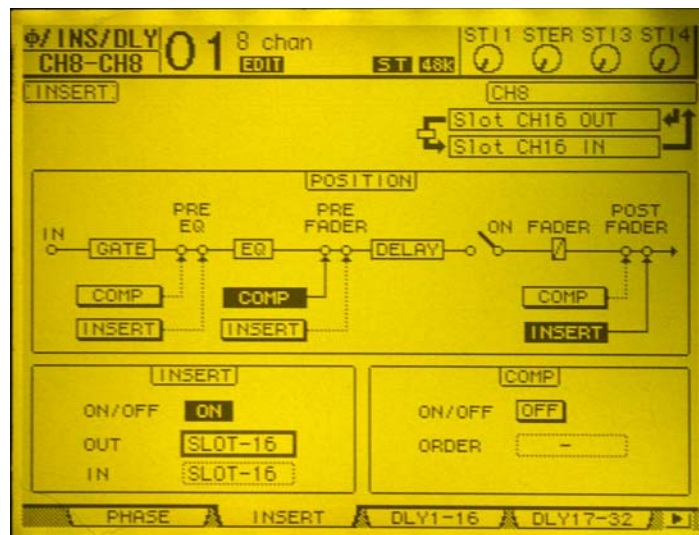 φ/INS/DLY 01 8 chan STI1 STER STI3 STI4
CH8-CH8 EDIT ST 48K
INSERT CH8
Slot CH16 OUT
Slot CH16 IN
POSITION
PRE EQ PRE FADER ON FADER POST FADER
IN GATE EQ DELAY
COMP COMP COMP
INSERT INSERT INSERT
INSERT COMP
ON/OFF ON ON/OFF OFF
OUT SLOT-16 ORDER -
IN SLOT-16
PHASE INSERT DLY1-16 DLY17-32